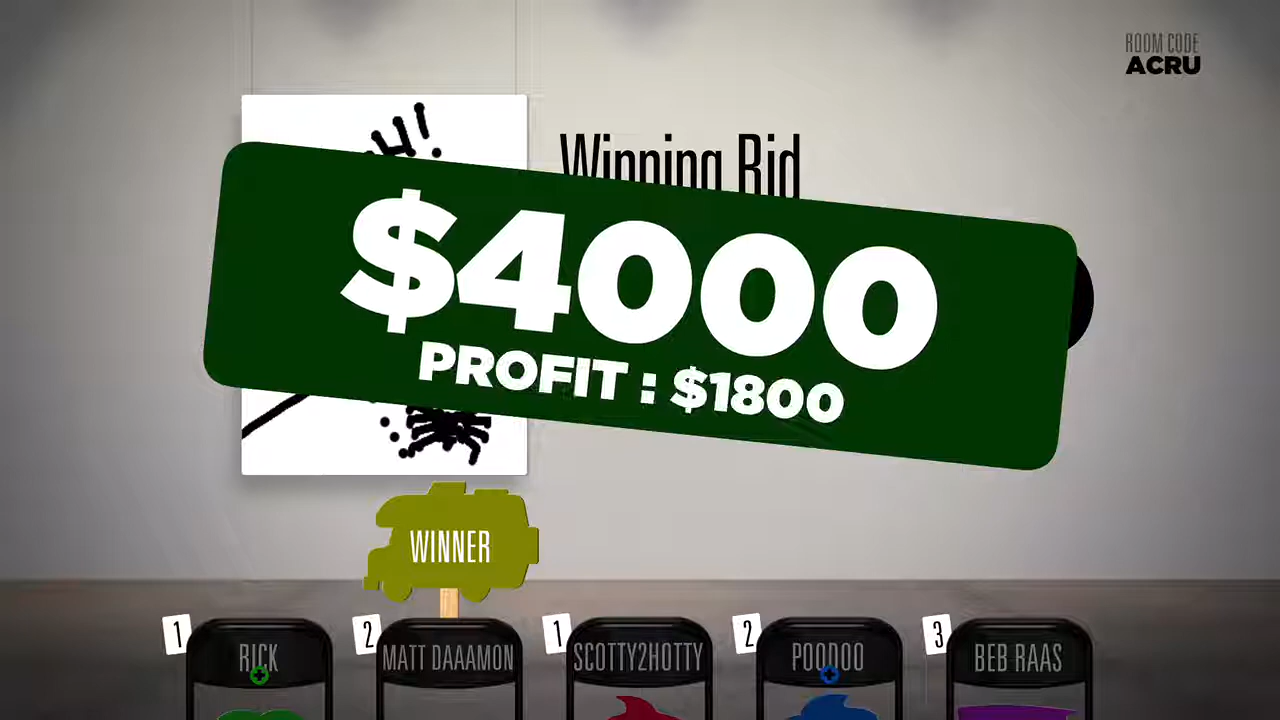 ROOM CODE
ACRU
H!
Winning Bid
$4000
PROFIT : $1800
WINNER
1 2 1 2 3
RICK MATT DAAAMON SCOTTY2HOTTY POODOO BEB RAAS